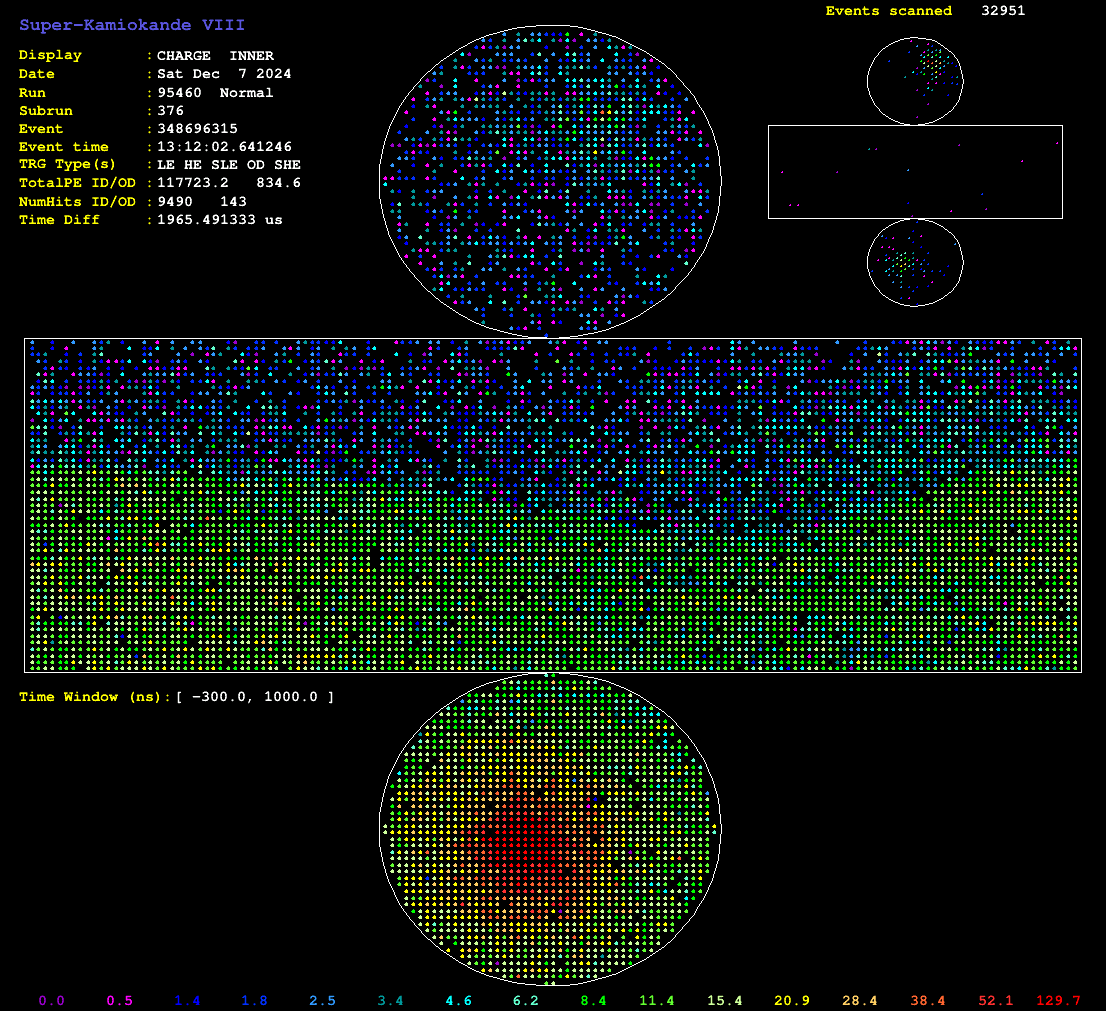 Super-Kamiokande VIII
Events scanned 32951
Display : CHARGE INNER
Date : Sat Dec 7 2024
Run : 95460 Normal
Subrun : 376
Event : 348696315
Event time : 13:12:02.641246
TRG Type(s) : LE HE SLE OD SHE
TotalPE ID/OD : 117723.2 834.6
NumHits ID/OD : 9490 143
Time Diff : 1965.491333 us
Time Window (ns): [ -300.0, 1000.0 ]
0.0 0.5 1.4 1.8 2.5 3.4 4.6 6.2 8.4 11.4 15.4 20.9 28.4 38.4 52.1 129.7